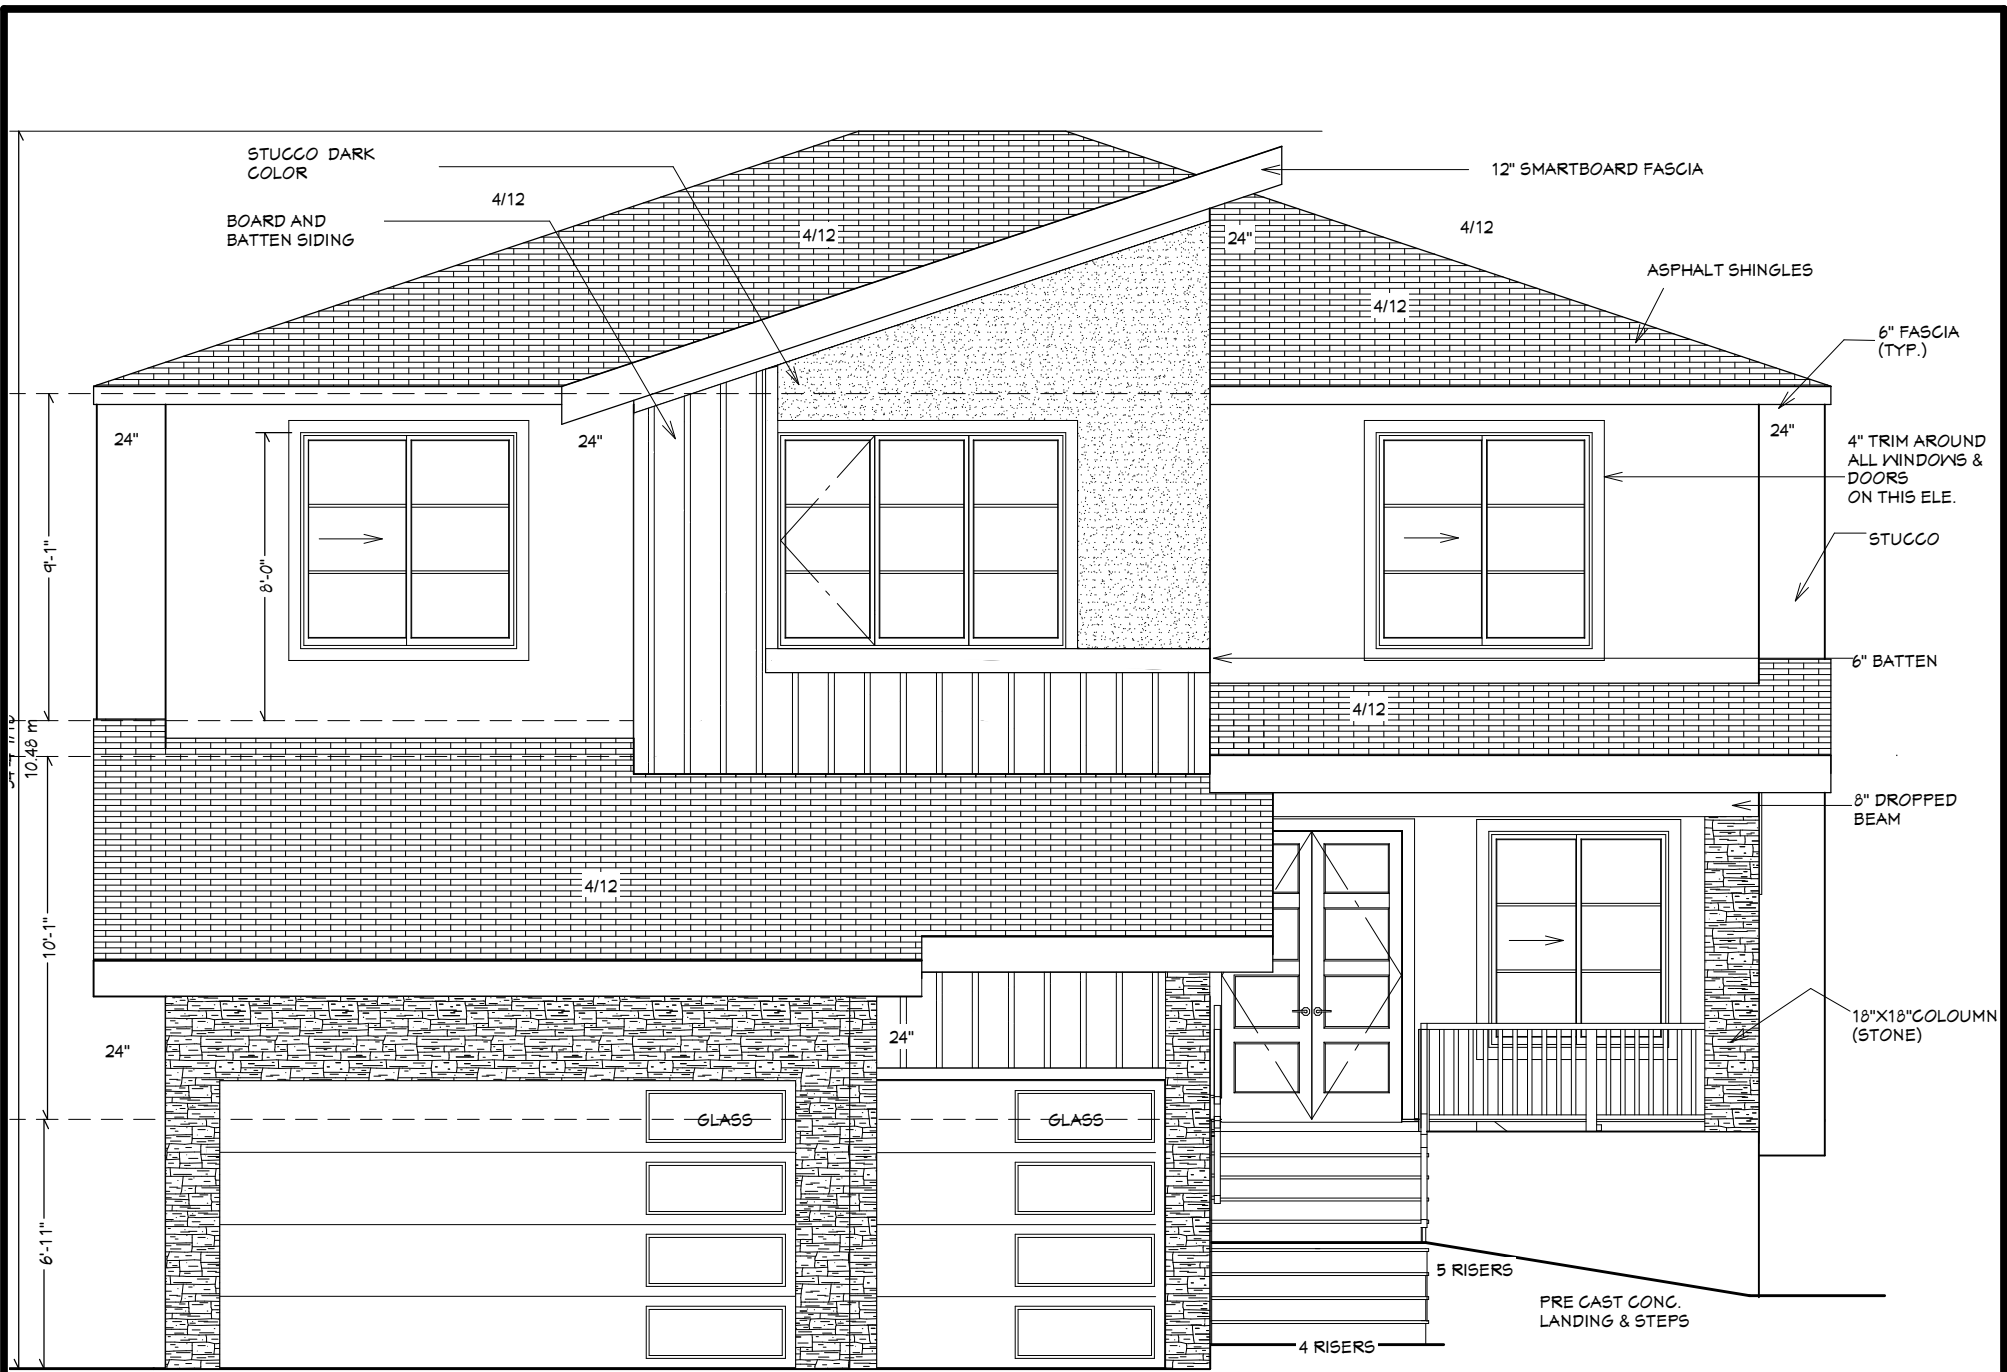 STUCCO DARK
COLOR
4/12
BOARD AND
BATTEN SIDING
4/12
12" SMARTBOARD FASCIA
24"
4/12
ASPHALT SHINGLES
4/12
6" FASCIA
(TYP.)
24"
24"
24"
4" TRIM AROUND
ALL WINDOWS &
DOORS
ON THIS ELE.
STUCCO
9'-1"
8'-0"
6" BATTEN
4/12
10.48 m
8" DROPPED
BEAM
4/12
10'-1"
18"X18"COLOUMN
(STONE)
24"
24"
GLASS
GLASS
6'-11"
5 RISERS
PRE CAST CONC.
LANDING & STEPS
4 RISERS